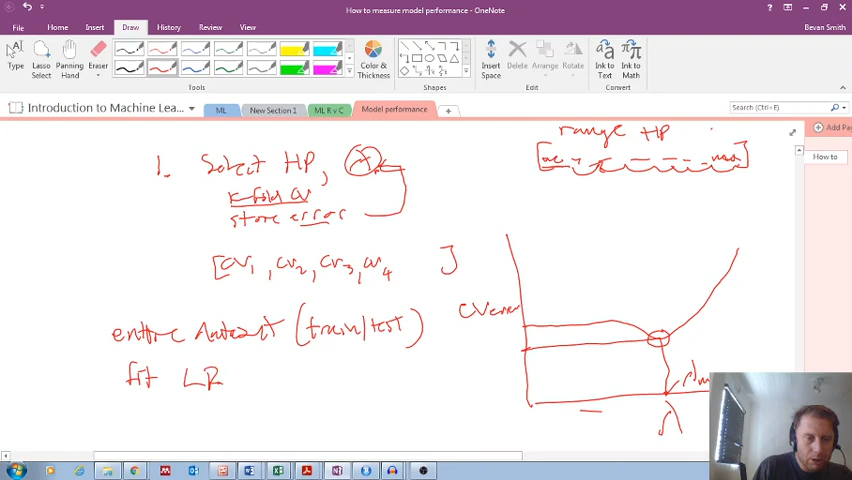 How to measure model performance - OneNote
Bevan Smith
File Home Insert Draw History Review View
Type Lasso Select Panning Hand Eraser Color & Thickness Insert Space Delete Arrange Rotate Ink to Text Ink to Math
Tools Shapes Edit Convert
Introduction to Machine Lea... ML New Section 1 ML R v C Model performance Search (Ctrl+E)
Add Pa
How to
range HP
1. Select HP, λ
k-fold CV
store error
[CV1, CV2, CV3, CV4 ]
CV error
entire dataset (train/test)
fit LR
λ